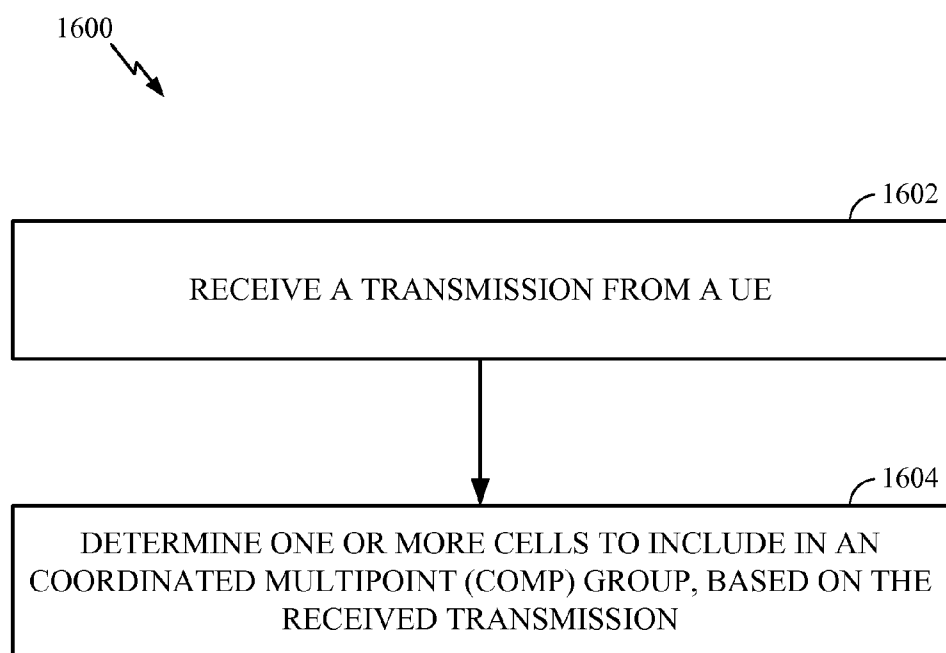 1600
1602
RECEIVE A TRANSMISSION FROM A UE
1604
DETERMINE ONE OR MORE CELLS TO INCLUDE IN AN
COORDINATED MULTIPOINT (COMP) GROUP, BASED ON THE
RECEIVED TRANSMISSION